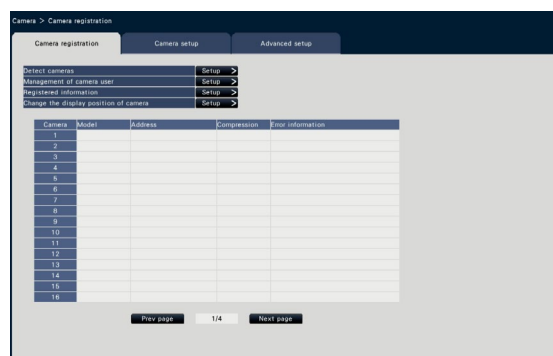 Camera > Camera registration
Camera registration Camera setup Advanced setup
Detect cameras Setup >
Management of camera user Setup >
Registered information Setup >
Change the display position of camera Setup >
Camera Model Address Compression Error information
1
2
3
4
5
6
7
8
9
10
11
12
13
14
15
16
Prev page 1/4 Next page